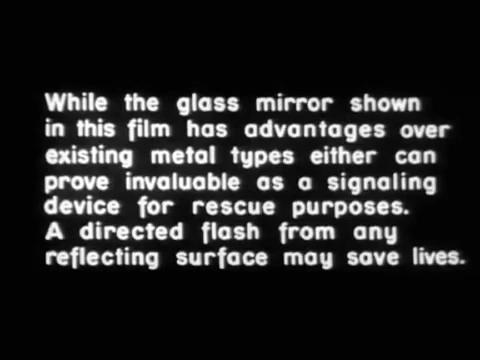 While the glass mirror shown
in this film has advantages over
existing metal types either can
prove invaluable as a signaling
device for rescue purposes.
A directed flash from any
reflecting surface may save lives.